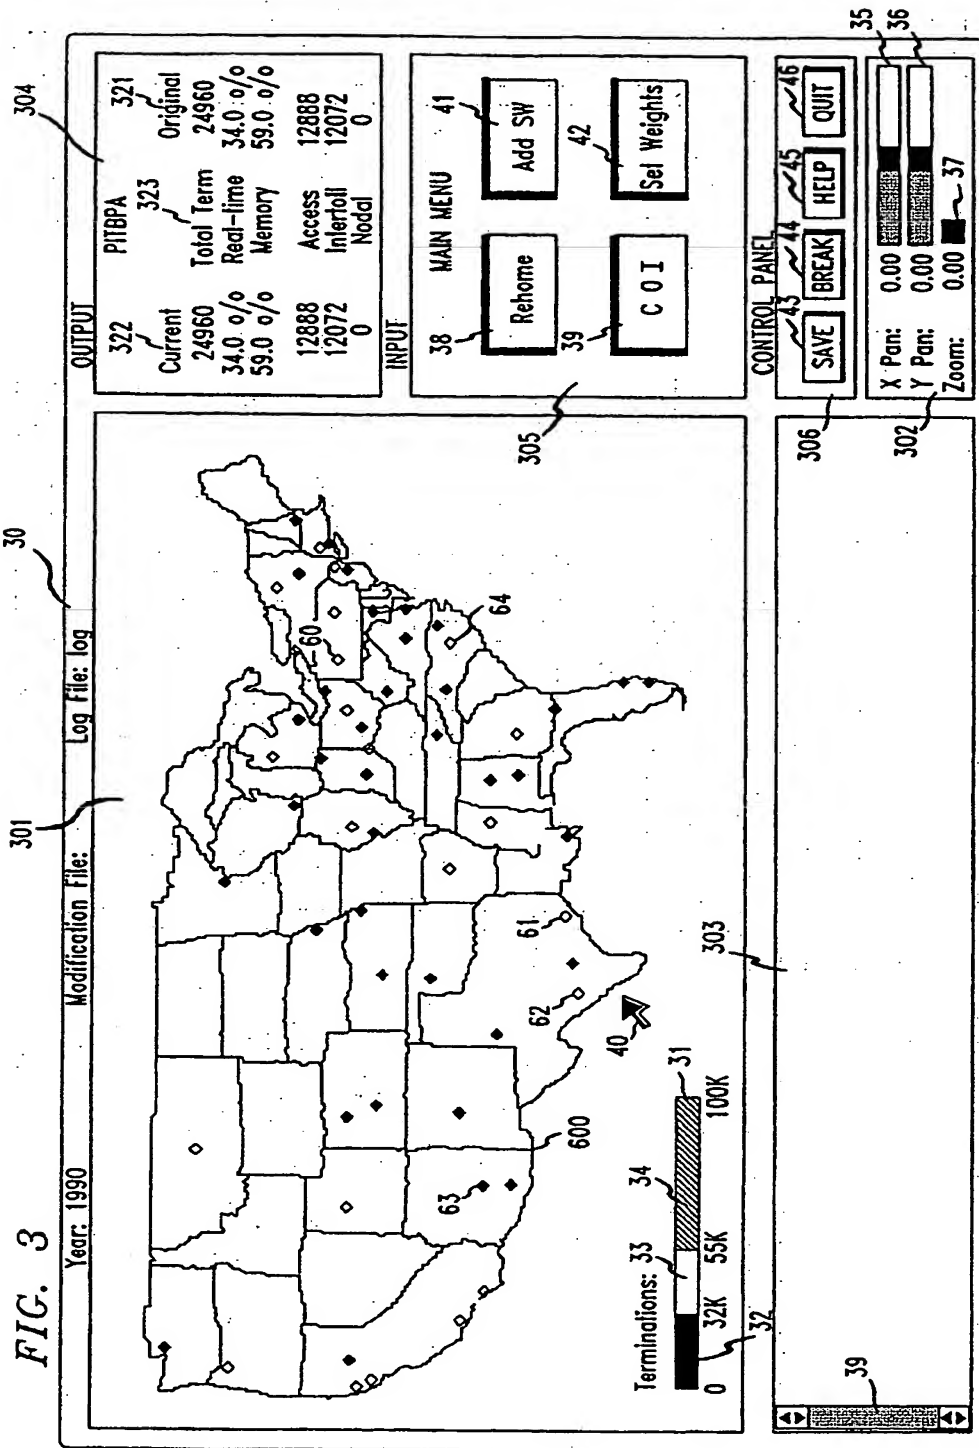 FIG. 3
30
Year: 1990 Modification File: Log File: log
301
60
64
61
62
63
600
40
Terminations:
33
34
31
32
0 32K 55K 100K
OUTPUT
304
PITBPA
322
323
321
Current Total Term Original
24960 24960
34.0 % Real-time 34.0 %
59.0 % Memory 59.0 %
12888 Access 12888
12072 Intertoll 12072
0 Nodal 0
INPUT
MAIN MENU
38
41
Rehome
Add SW
39
42
C O I
Set Weights
305
CONTROL PANEL
43
44
45
46
SAVE
BREAK
HELP
QUIT
306
X Pan: 0.00
35
Y Pan: 0.00
36
Zoom: 0.00
37
302
303
39